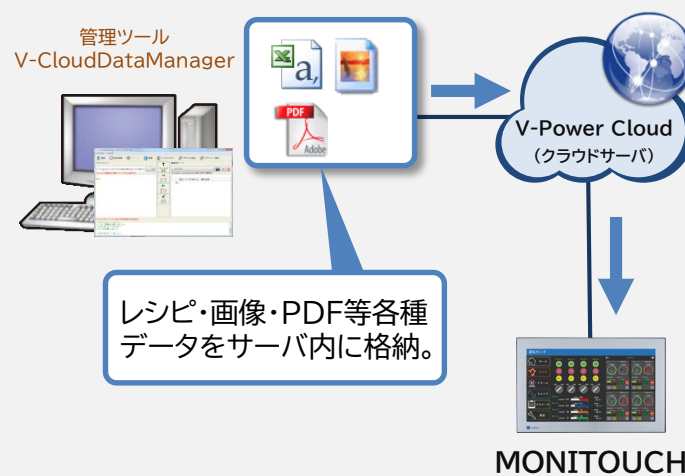 管理ツール
V-CloudDataManager
a,
PDF
Adobe
V-Power Cloud
(クラウドサーバ)
レシピ・画像・PDF等各種
データをサーバ内に格納。
MONITOUCH